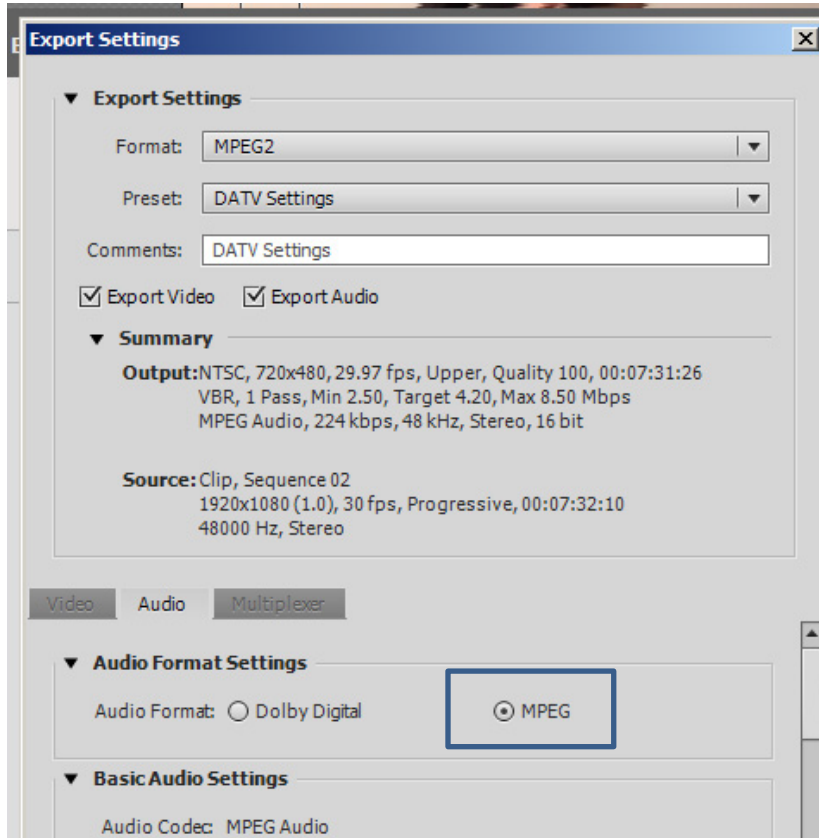 Export Settings
Export Settings
Format: MPEG2
Preset: DATV Settings
Comments: DATV Settings
Export Video Export Audio
Summary
Output: NTSC, 720x480, 29.97 fps, Upper, Quality 100, 00:07:31:26
VBR, 1 Pass, Min 2.50, Target 4.20, Max 8.50 Mbps
MPEG Audio, 224 kbps, 48 kHz, Stereo, 16 bit
Source: Clip, Sequence 02
1920x1080 (1.0), 30 fps, Progressive, 00:07:32:10
48000 Hz, Stereo
Video Audio Multiplexer
Audio Format Settings
Audio Format: Dolby Digital MPEG
Basic Audio Settings
Audio Codec: MPEG Audio